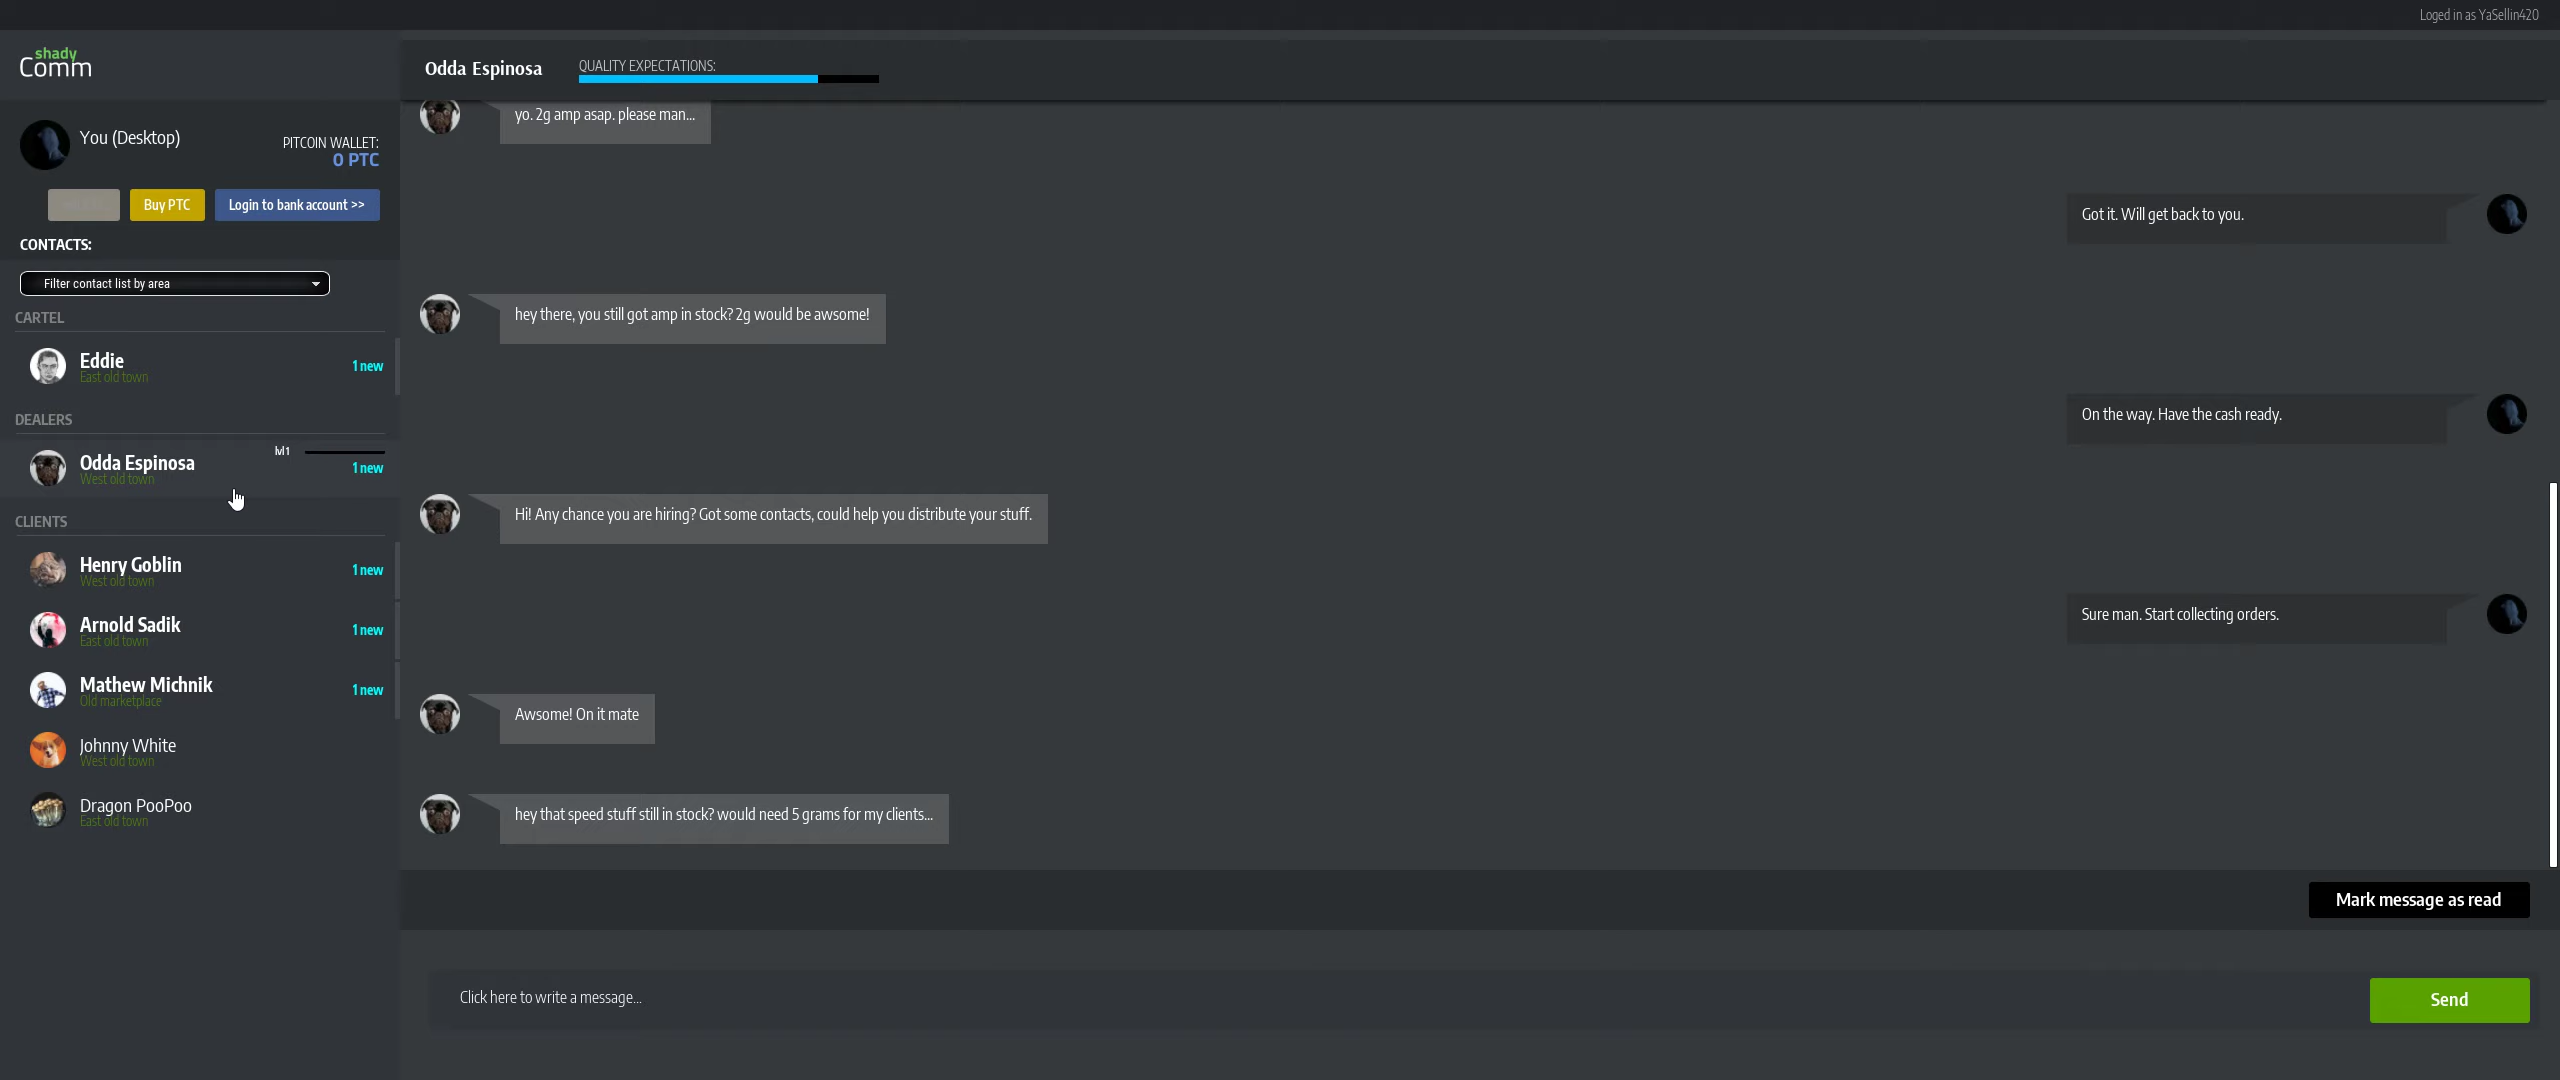 Loged in as YaSellin420
shady
Comm
You (Desktop)
PITCOIN WALLET:
0 PTC
Buy PTC
Login to bank account >>
CONTACTS:
Filter contact list by area
CARTEL
Eddie
East old town
1 new
DEALERS
lvl 1
Odda Espinosa
West old town
1 new
CLIENTS
Henry Goblin
West old town
1 new
Arnold Sadik
East old town
1 new
Mathew Michnik
Old marketplace
1 new
Johnny White
West old town
Dragon PooPoo
East old town
Odda Espinosa
QUALITY EXPECTATIONS:
yo. 2g amp asap. please man...
Got it. Will get back to you.
hey there, you still got amp in stock? 2g would be awsome!
On the way. Have the cash ready.
Hi! Any chance you are hiring? Got some contacts, could help you distribute your stuff.
Sure man. Start collecting orders.
Awsome! On it mate
hey that speed stuff still in stock? would need 5 grams for my clients...
Mark message as read
Click here to write a message...
Send